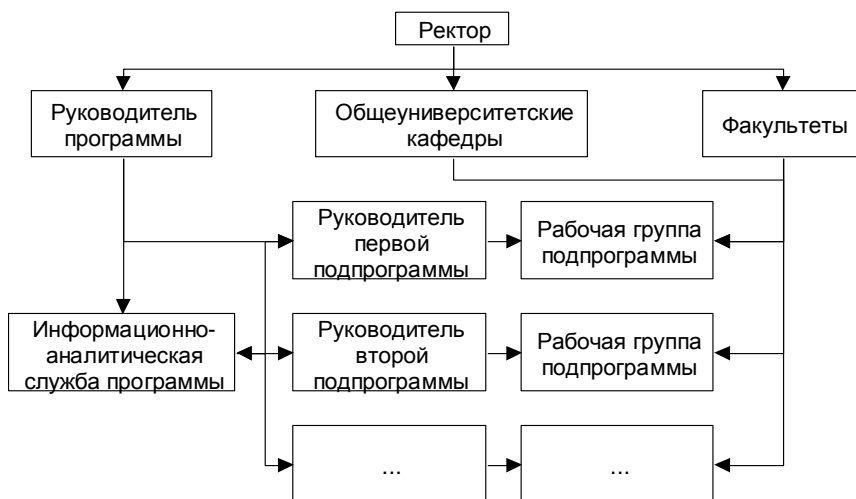 Ректор
Руководитель
программы
Общеуниверситетские
кафедры
Факультеты
Руководитель
первой
подпрограммы
Рабочая группа
подпрограммы
Информационно-
аналитическая
служба программы
Руководитель
второй
подпрограммы
Рабочая группа
подпрограммы
...
...